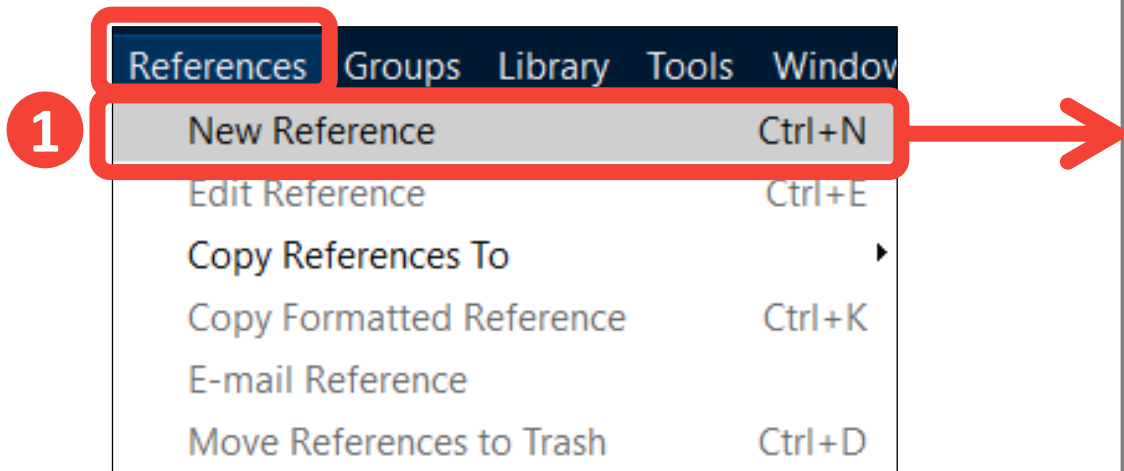 References Groups Library Tools Window
1 New Reference Ctrl+N
Edit Reference Ctrl+E
Copy References To
Copy Formatted Reference Ctrl+K
E-mail Reference
Move References to Trash Ctrl+D